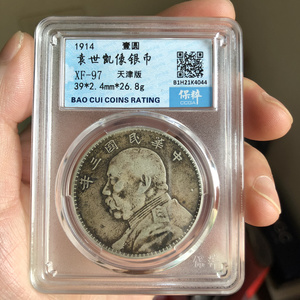 1914 壹圆
袁世凯像银币
XF-97 天津版
39*2.4mm*26.8g
B1H21K4044
保粹
BAO CUI COINS RATING
年三國民華中